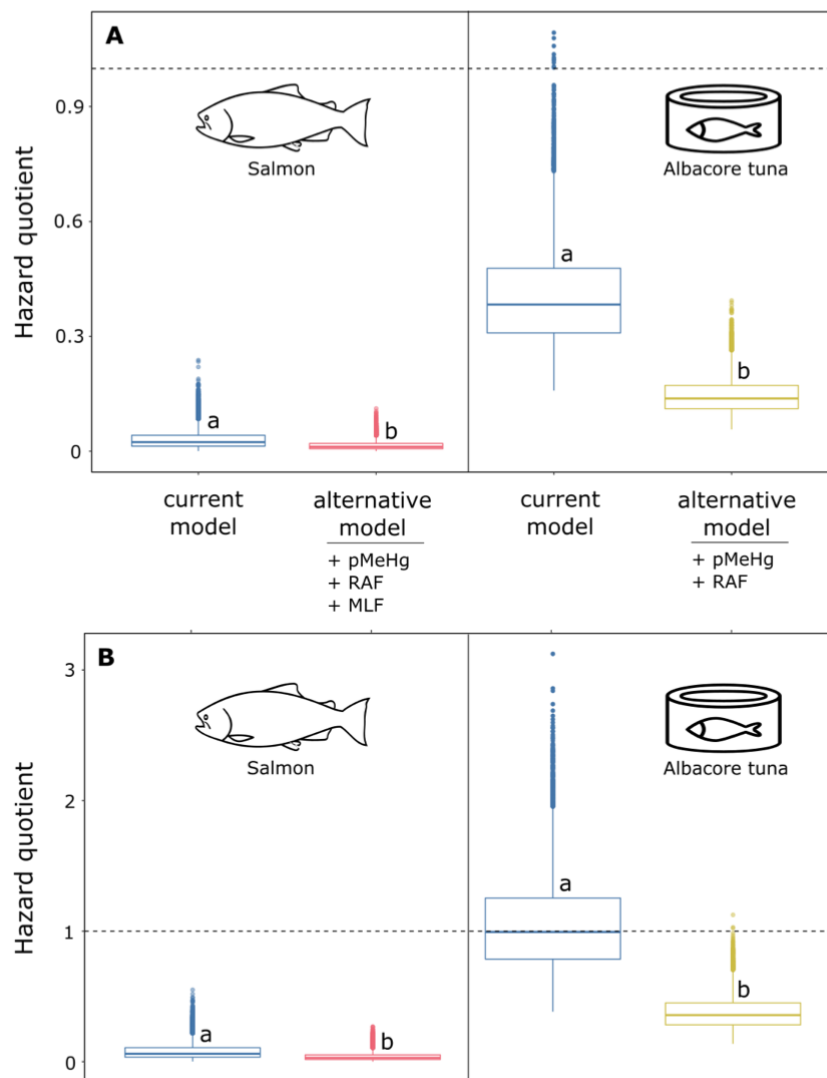 A
Hazard quotient
0.9
0.6
0.3
0
Salmon
Albacore tuna
a
b
a
b
current
model
alternative
model
+ pMeHg
+ RAF
+ MLF
current
model
alternative
model
+ pMeHg
+ RAF
B
Hazard quotient
3
2
1
0
Salmon
Albacore tuna
a
b
a
b